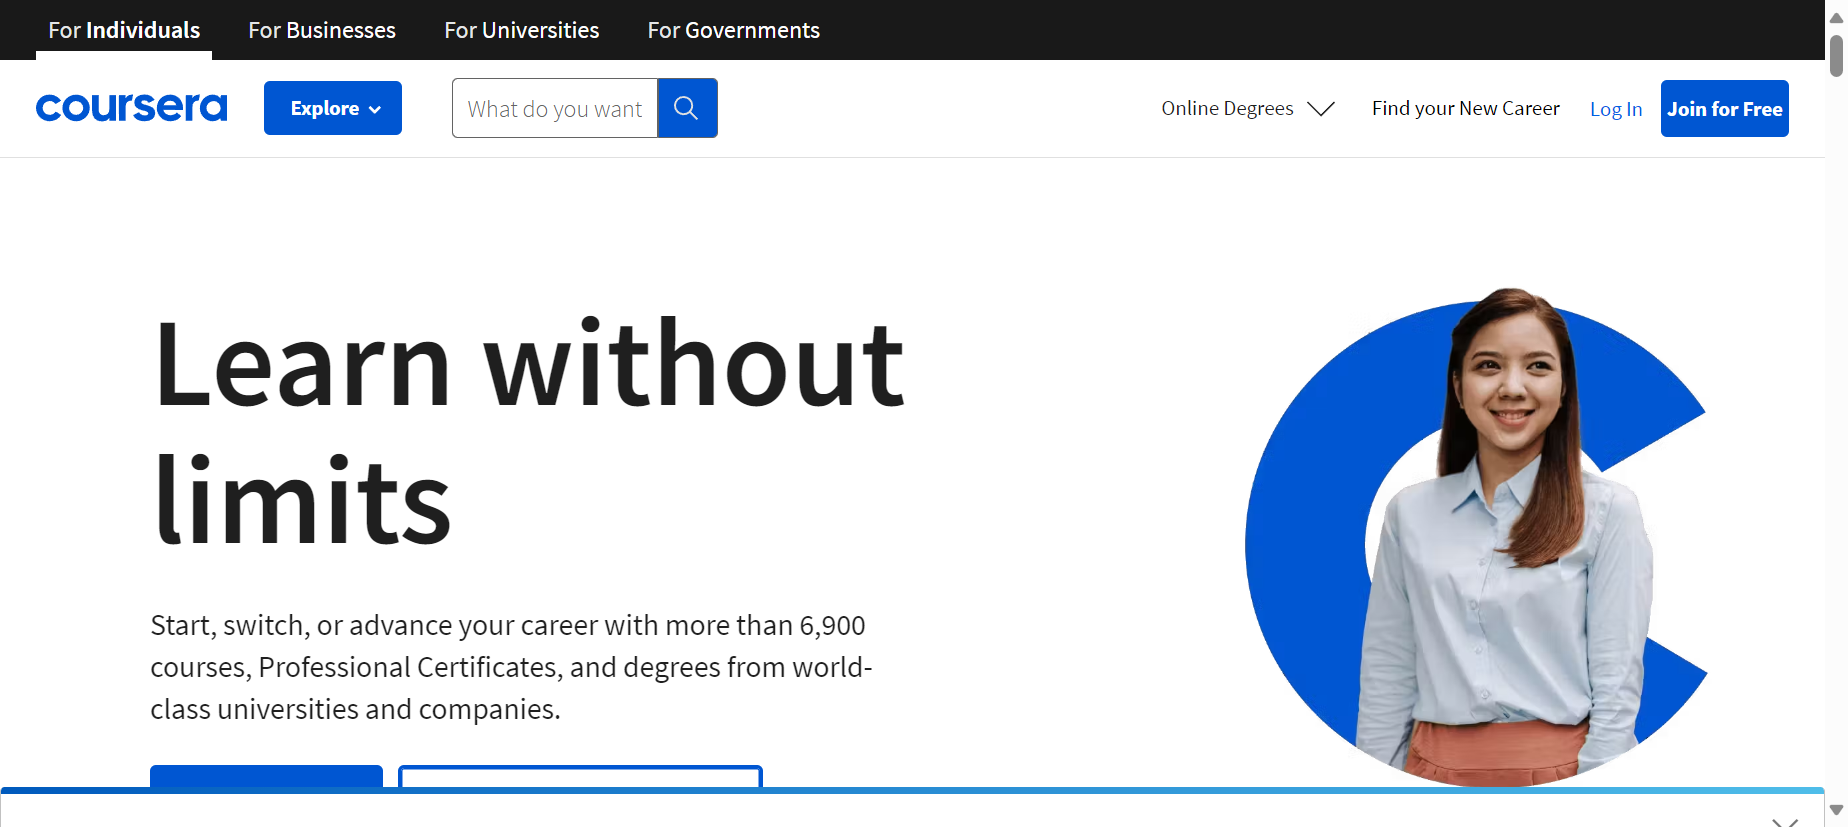 For Individuals For Businesses For Universities For Governments
coursera Explore What do you want Online Degrees Find your New Career Log In Join for Free
Learn without
limits
Start, switch, or advance your career with more than 6,900
courses, Professional Certificates, and degrees from world-
class universities and companies.